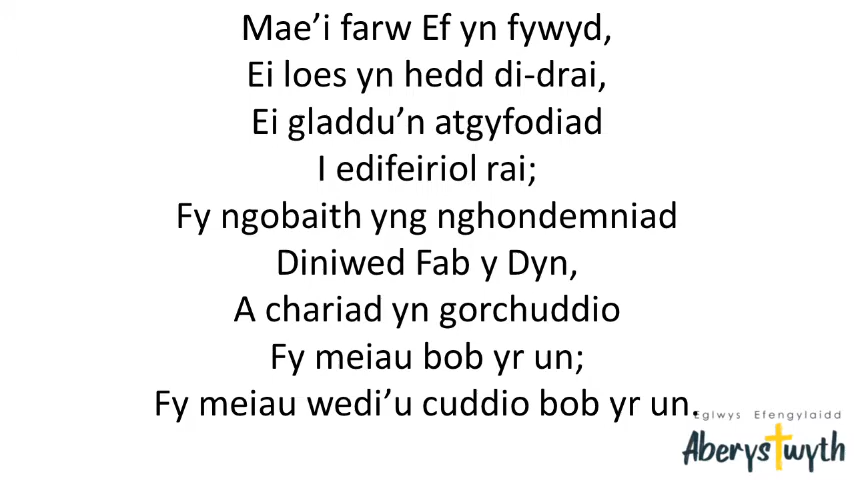 Mae’i farw Ef yn fywyd,
Ei loes yn hedd di-drai,
Ei gladdu’n atgyfodiad
I edifeiriol rai;
Fy ngobaith yng nghondemniad
Diniwed Fab y Dyn,
A chariad yn gorchuddio
Fy meiau bob yr un;
Fy meiau wedi’u cuddio bob yr un.
Eglwys Efengylaidd
Aberystwyth